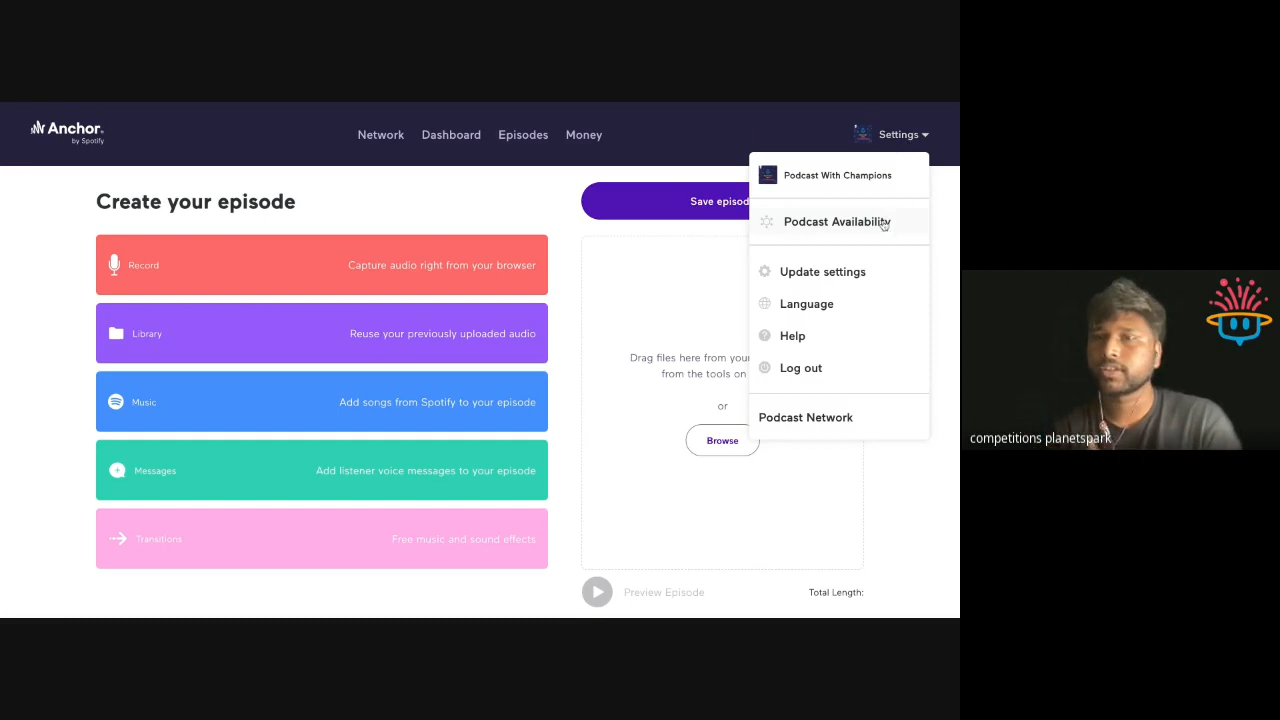 Anchor.
by Spotify
Network
Dashboard
Episodes
Money
Settings
Podcast With Champions
Podcast Availability
Update settings
Language
Help
Log out
Podcast Network
Create your episode
Record
Capture audio right from your browser
Library
Reuse your previously uploaded audio
Music
Add songs from Spotify to your episode
Messages
Add listener voice messages to your episode
Transitions
Free music and sound effects
Save episod
Drag files here from your
from the tools on
or
Browse
Preview Episode
Total Length:
competitions planetspark